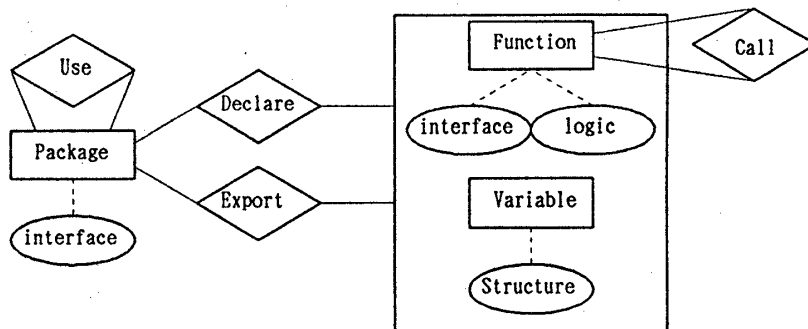 Function
Call
Use
Declare
interface
logic
Package
Export
Variable
interface
Structure